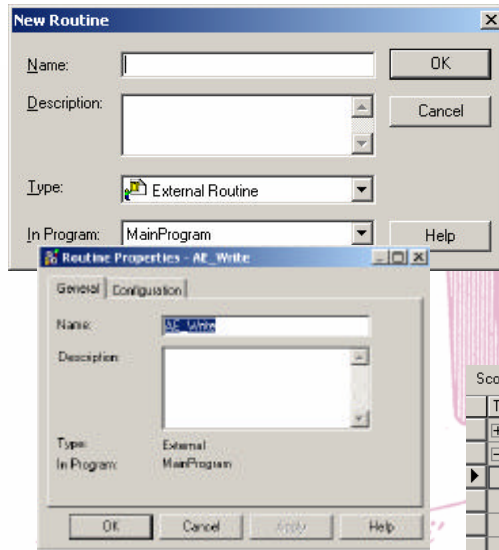 New Routine
Name:
OK
Description:
Cancel
Type:
External Routine
In Program:
MainProgram
Help
Routine Properties - AE_Write
General
Configuration
Name:
AE_Write
Description:
Type:
External
In Program:
MainProgram
OK
Cancel
Apply
Help